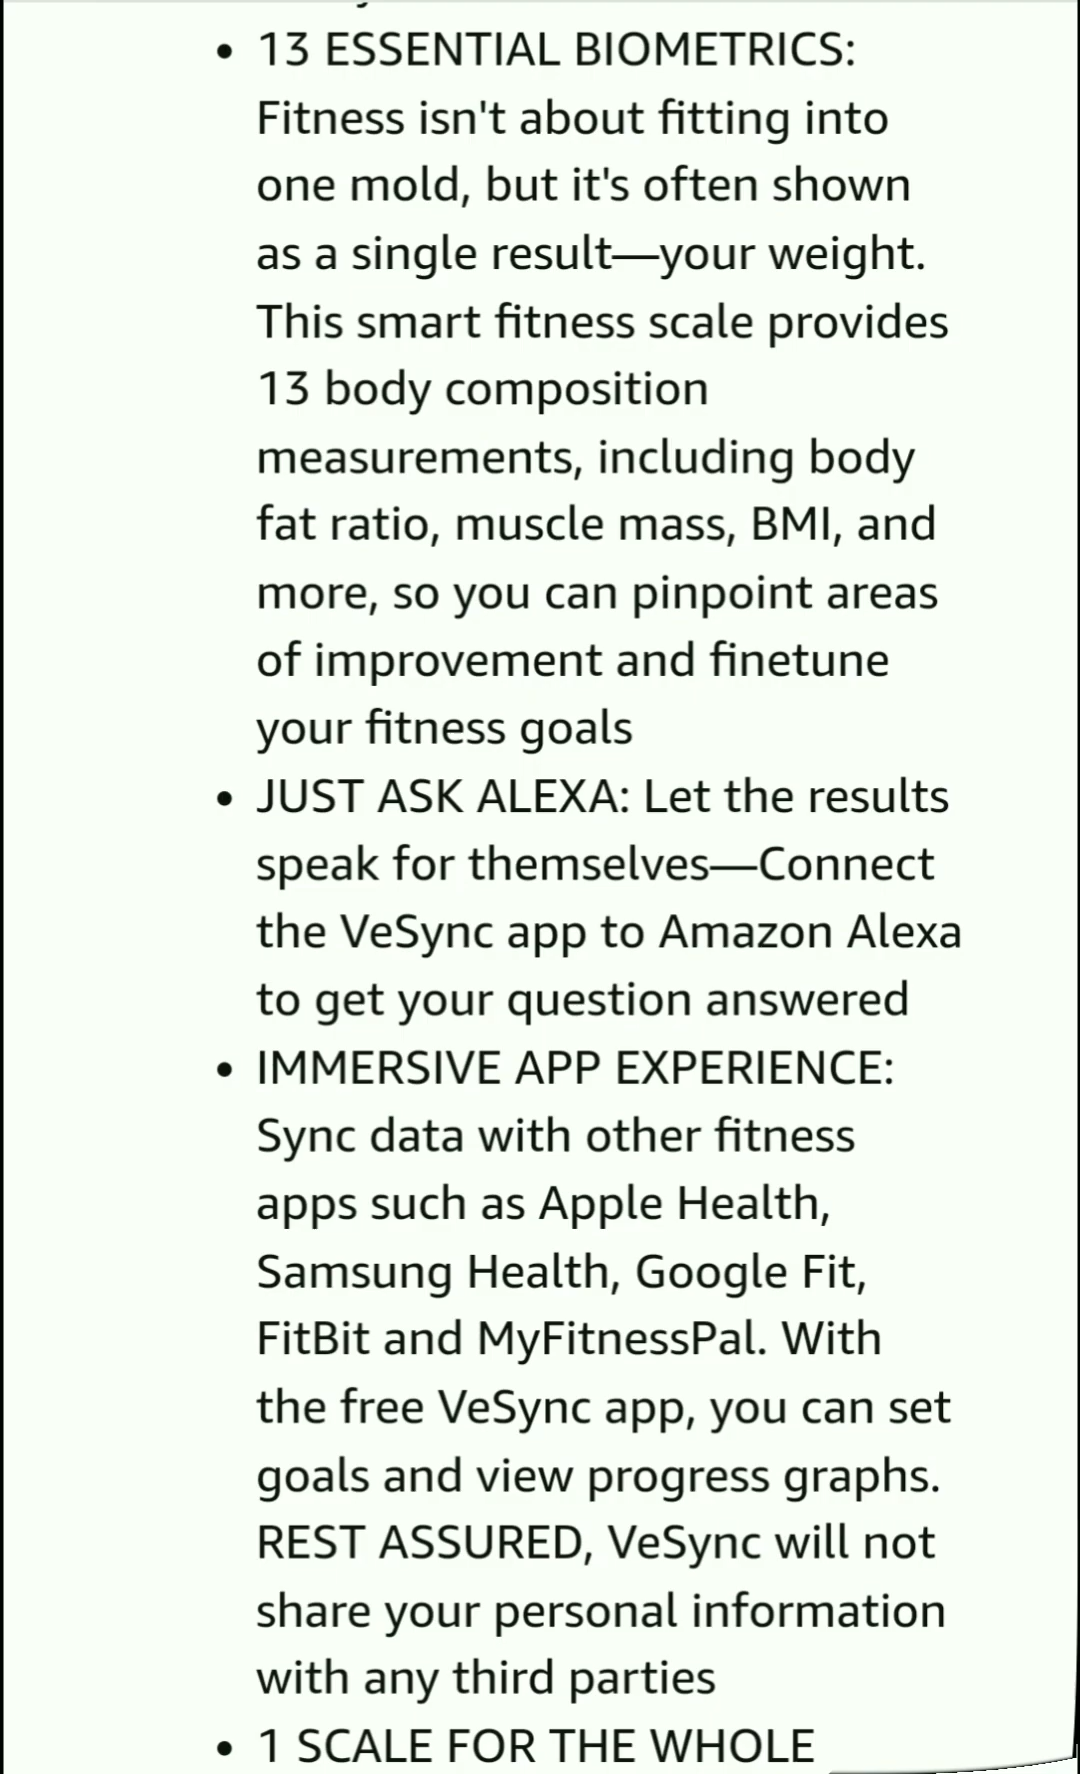 • 13 ESSENTIAL BIOMETRICS:
Fitness isn't about fitting into
one mold, but it's often shown
as a single result—your weight.
This smart fitness scale provides
13 body composition
measurements, including body
fat ratio, muscle mass, BMI, and
more, so you can pinpoint areas
of improvement and finetune
your fitness goals
• JUST ASK ALEXA: Let the results
speak for themselves—Connect
the VeSync app to Amazon Alexa
to get your question answered
• IMMERSIVE APP EXPERIENCE:
Sync data with other fitness
apps such as Apple Health,
Samsung Health, Google Fit,
FitBit and MyFitnessPal. With
the free VeSync app, you can set
goals and view progress graphs.
REST ASSURED, VeSync will not
share your personal information
with any third parties
• 1 SCALE FOR THE WHOLE